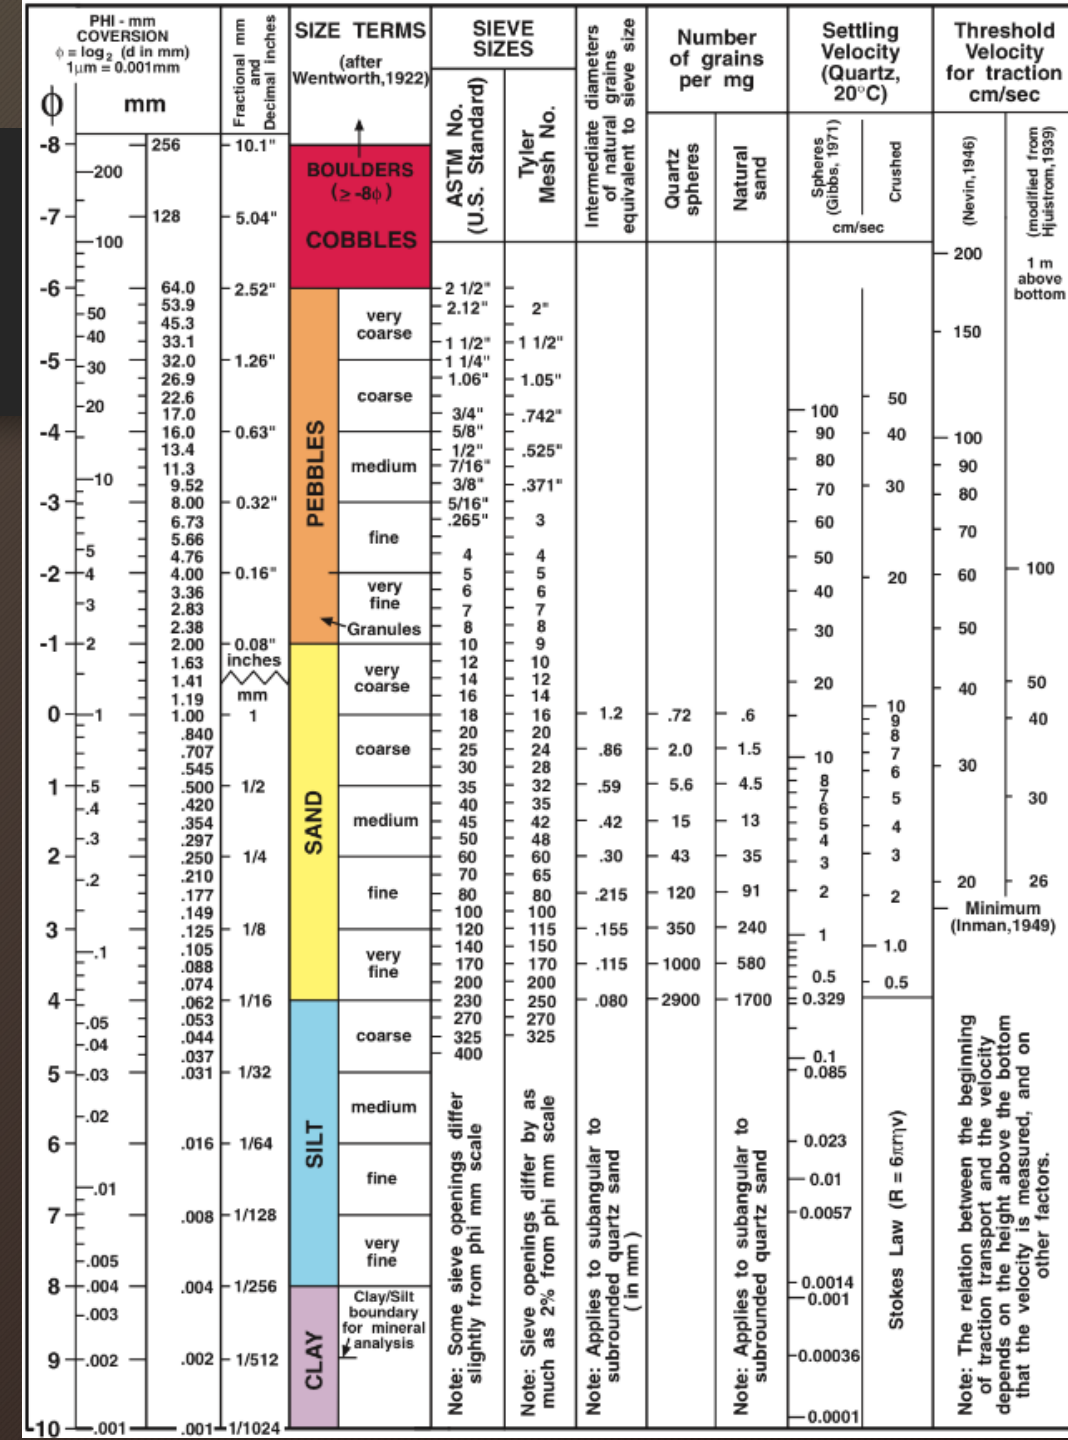 PHI - mm
COVERSION
ϕ = log₂ (d in mm)
1μm = 0.001mm
Fractional mm
and
Decimal inches
SIZE TERMS
(after
Wentworth,1922)
SIEVE
SIZES
Intermediate diameters
of natural grains
equivalent to sieve size
Number
of grains
per mg
Settling
Velocity
(Quartz,
20°C)
Threshold
Velocity
for traction
cm/sec
ϕ
mm
ASTM No.
(U.S. Standard)
Tyler
Mesh No.
Quartz
spheres
Natural
sand
Spheres
(Gibbs, 1971)
Crushed
cm/sec
(Nevin,1946)
(modified from
Hjuistrom,1939)
1 m
above
bottom
-8
-7
-6
-5
-4
-3
-2
-1
0
1
2
3
4
5
6
7
8
9
10
200
100
50
40
30
20
10
5
4
3
2
1
.5
.4
.3
.2
.1
.05
.04
.03
.02
.01
.005
.004
.003
.002
.001
256
128
64.0
53.9
45.3
33.1
32.0
26.9
22.6
17.0
16.0
13.4
11.3
9.52
8.00
6.73
5.66
4.76
4.00
3.36
2.83
2.38
2.00
1.63
1.41
1.19
1.00
.840
.707
.545
.500
.420
.354
.297
.250
.210
.177
.149
.125
.105
.088
.074
.062
.053
.044
.037
.031
.016
.008
.004
.002
.001
10.1"
5.04"
2.52"
1.26"
0.63"
0.32"
0.16"
0.08"
inches
mm
1
1/2
1/4
1/8
1/16
1/32
1/64
1/128
1/256
1/512
1/1024
BOULDERS
(≥ -8ϕ)
COBBLES
PEBBLES
very
coarse
coarse
medium
fine
very
fine
Granules
SAND
very
coarse
coarse
medium
fine
very
fine
SILT
coarse
medium
fine
very
fine
CLAY
Clay/Silt
boundary
for mineral
analysis
2 1/2"
2.12"
1 1/2"
1 1/4"
1.06"
3/4"
5/8"
1/2"
7/16"
3/8"
5/16"
.265"
4
5
6
7
8
10
12
14
16
18
20
25
30
35
40
45
50
60
70
80
100
120
140
170
200
230
270
325
400
Note: Some sieve openings differ
slightly from phi mm scale
2"
1 1/2"
1.05"
.742"
.525"
.371"
3
4
5
6
7
8
9
10
12
14
16
20
24
28
32
35
42
48
60
65
80
100
115
150
170
200
250
270
325
Note: Sieve openings differ by as
much as 2% from phi mm scale
1.2
.86
.59
.42
.30
.215
.155
.115
.080
Note: Applies to subangular to
subrounded quartz sand
( in mm )
.72
2.0
5.6
15
43
120
350
1000
2900
.6
1.5
4.5
13
35
91
240
580
1700
Note: Applies to subangular to
subrounded quartz sand
100
90
80
70
60
50
40
30
20
10
8
7
6
5
4
3
2
1
0.5
0.329
0.1
0.085
0.023
0.01
0.0057
0.0014
0.001
0.00036
0.0001
50
40
30
20
10
9
8
7
6
5
4
3
2
1.0
0.5
Stokes Law (R = 6πrηv)
200
150
100
90
80
70
60
50
40
30
20
100
50
40
30
26
Minimum
(Inman,1949)
Note: The relation between the beginning
of traction transport and the velocity
depends on the height above the bottom
that the velocity is measured, and on
other factors.